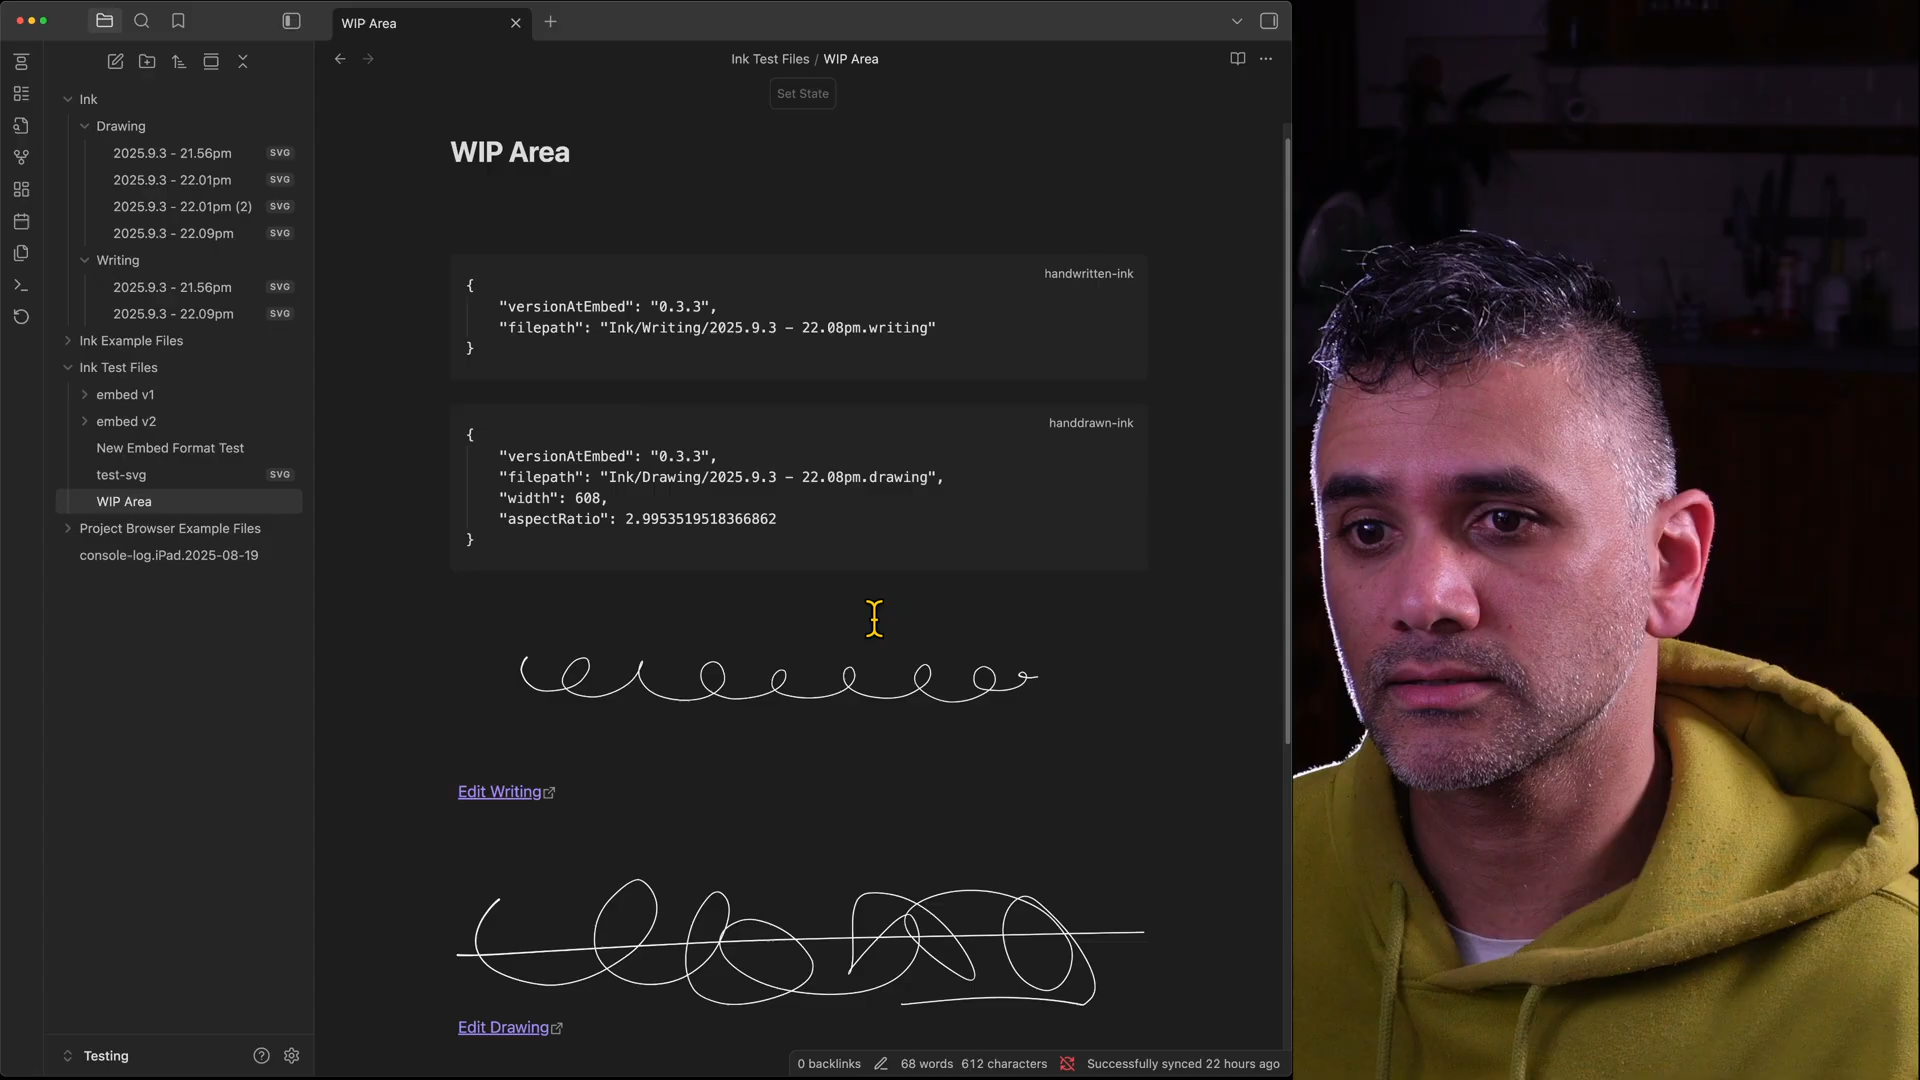 WIP Area
Ink Test Files / WIP Area
Set State
Ink
Drawing
2025.9.3 - 21.56pm SVG
2025.9.3 - 22.01pm SVG
2025.9.3 - 22.01pm (2) SVG
2025.9.3 - 22.09pm SVG
Writing
2025.9.3 - 21.56pm SVG
2025.9.3 - 22.09pm SVG
Ink Example Files
Ink Test Files
embed v1
embed v2
New Embed Format Test
test-svg SVG
WIP Area
Project Browser Example Files
console-log.iPad.2025-08-19
Testing
WIP Area
handwritten-ink
{
"versionAtEmbed": "0.3.3",
"filepath": "Ink/Writing/2025.9.3 - 22.08pm.writing"
}
handdrawn-ink
{
"versionAtEmbed": "0.3.3",
"filepath": "Ink/Drawing/2025.9.3 - 22.08pm.drawing",
"width": 608,
"aspectRatio": 2.9953519518366862
}
Edit Writing
Edit Drawing
0 backlinks 68 words 612 characters Successfully synced 22 hours ago